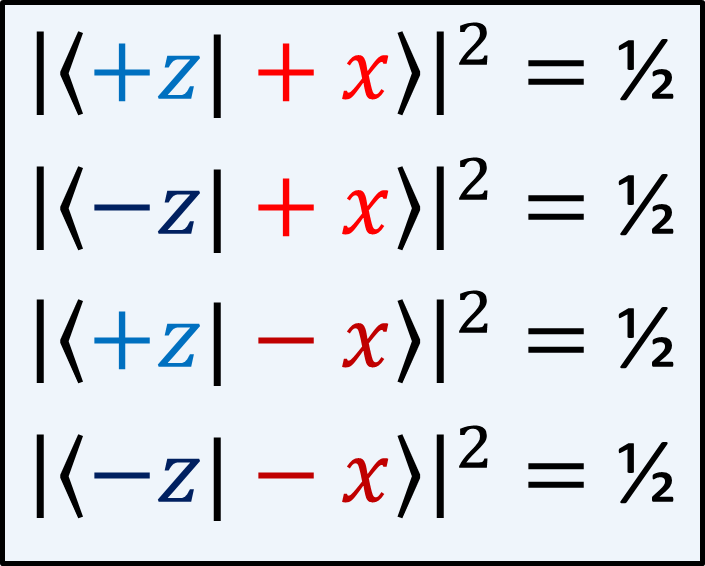 |⟨+z| + x⟩|² = ½
|⟨−z| + x⟩|² = ½
|⟨+z| − x⟩|² = ½
|⟨−z| − x⟩|² = ½